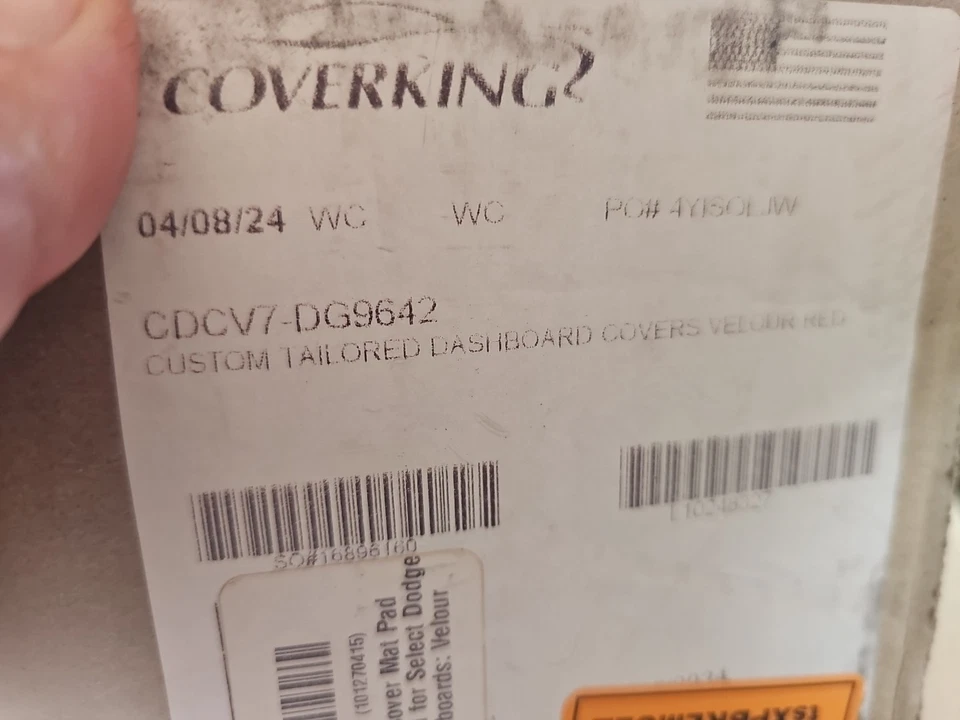 COVERKING
04/08/24 WC WC PO# 4YISOLJW
CDCV7-DG9642
CUSTOM TAILORED DASHBOARD COVERS VELOUR RED
SO#16896160
(101270415)
over Mat Pad
for Select Dodge
boards: Velour